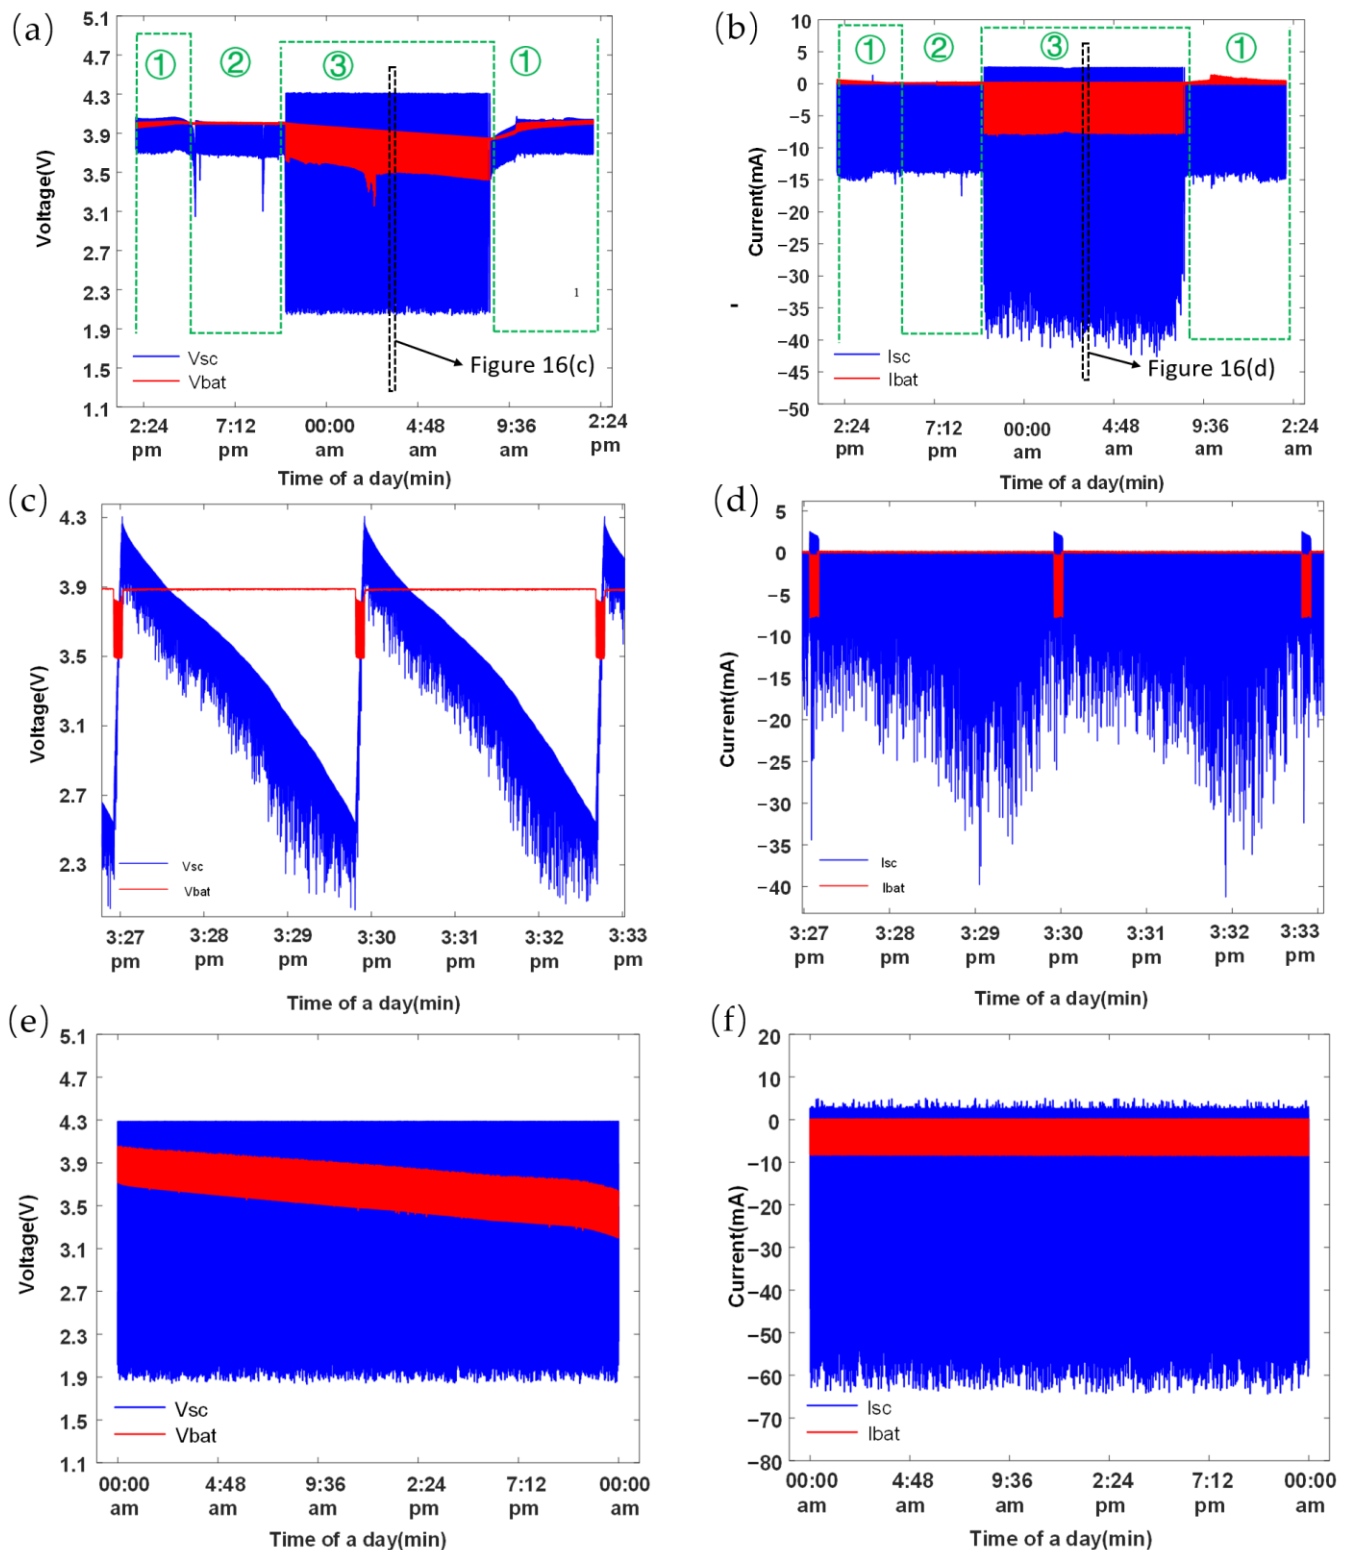 (a)
5.1
4.7
4.3
3.9
3.5
3.1
2.7
2.3
1.9
1.5
1.1
Voltage(V)
① ② ③ ①
1
Vsc
Vbat
Figure 16(c)
2:24 pm 7:12 pm 00:00 am 4:48 am 9:36 am 2:24 pm
Time of a day(min)
(b)
10
5
0
−5
−10
−15
−20
−25
−30
−35
−40
−45
−50
Current(mA)
① ② ③ ①
-
Isc
Ibat
Figure 16(d)
2:24 pm 7:12 pm 00:00 am 4:48 am 9:36 am 2:24 am
Time of a day(min)
(c)
4.3
3.9
3.5
3.1
2.7
2.3
Voltage(V)
Vsc
Vbat
3:27 pm 3:28 pm 3:29 pm 3:30 pm 3:31 pm 3:32 pm 3:33 pm
Time of a day(min)
(d)
5
0
−5
−10
−15
−20
−25
−30
−35
−40
Current(mA)
Isc
Ibat
3:27 pm 3:28 pm 3:29 pm 3:30 pm 3:31 pm 3:32 pm 3:33 pm
Time of a day(min)
(e)
5.1
4.7
4.3
3.9
3.5
3.1
2.7
2.3
1.9
1.5
1.1
Voltage(V)
Vsc
Vbat
00:00 am 4:48 am 9:36 am 2:24 pm 7:12 pm 00:00 am
Time of a day(min)
(f)
20
10
0
−10
−20
−30
−40
−50
−60
−70
−80
Current(mA)
Isc
Ibat
00:00 am 4:48 am 9:36 am 2:24 pm 7:12 pm 00:00 am
Time of a day(min)